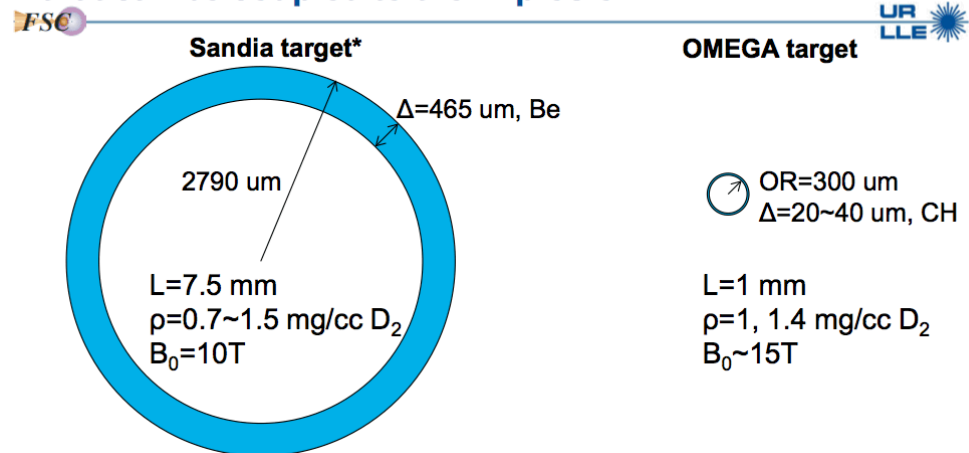 FSC
UR
LLE
Sandia target*
OMEGA target
Δ=465 um, Be
2790 um
OR=300 um
Δ=20~40 um, CH
L=7.5 mm
ρ=0.7~1.5 mg/cc D₂
B₀=10T
L=1 mm
ρ=1, 1.4 mg/cc D₂
B₀~15T